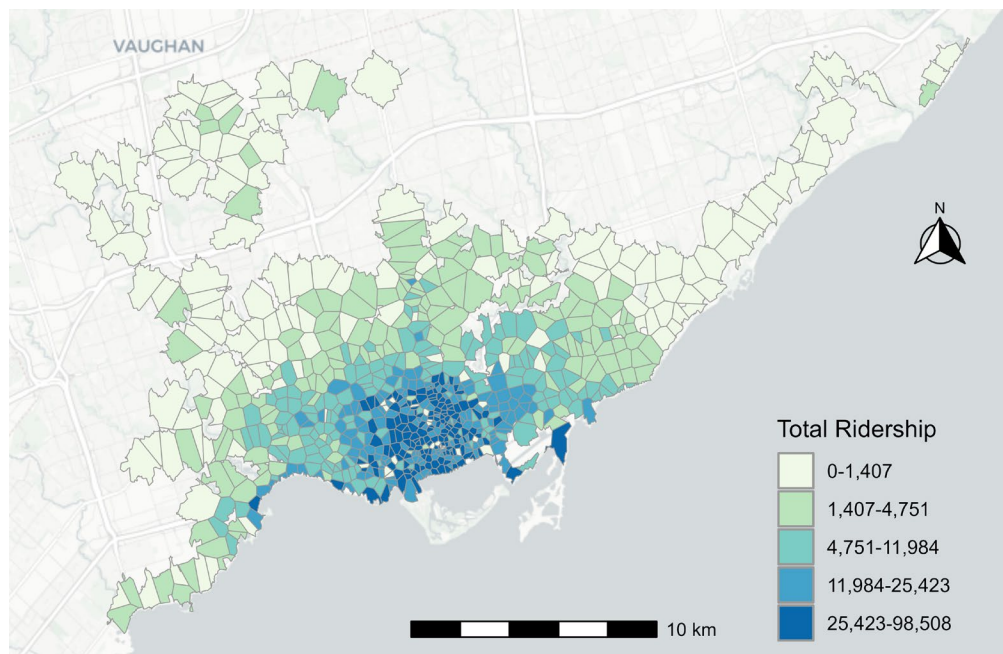 VAUGHAN
N
Total Ridership
0-1,407
1,407-4,751
4,751-11,984
11,984-25,423
25,423-98,508
10 km